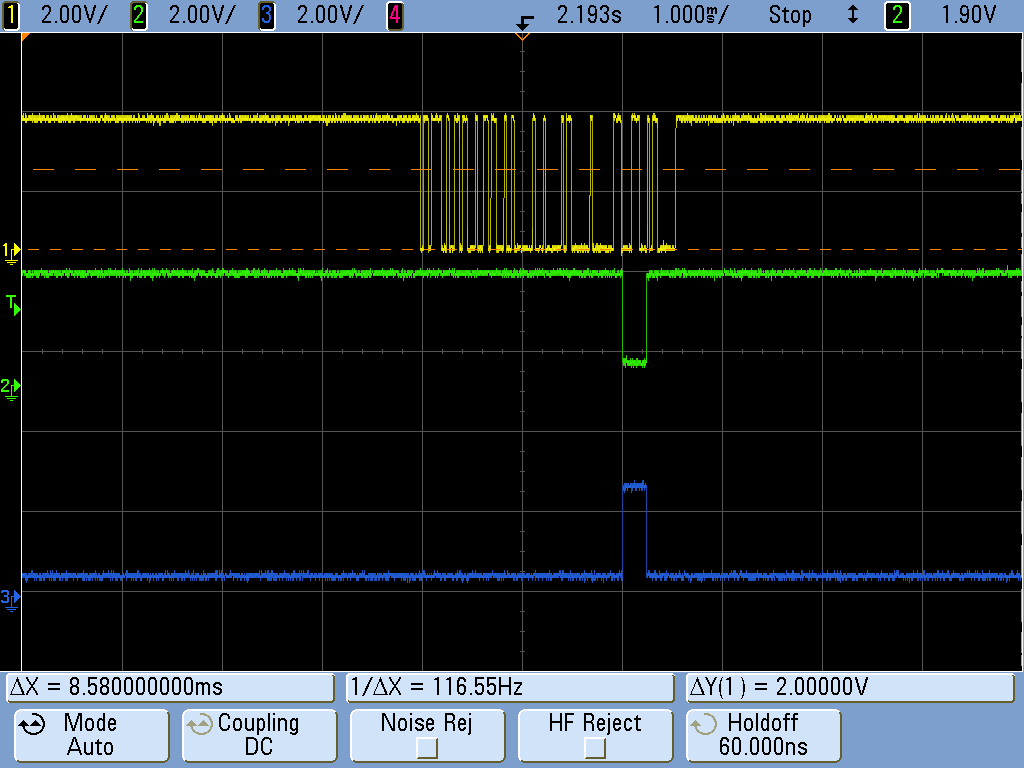 1 2.00V/ 2 2.00V/ 3 2.00V/ 4 2.193s 1.000ms/ Stop 2 1.90V
1
T
2
3
ΔX = 8.580000000ms 1/ΔX = 116.55Hz ΔY(1) = 2.00000V
Mode Coupling Noise Rej HF Reject Holdoff
Auto DC 60.000ns